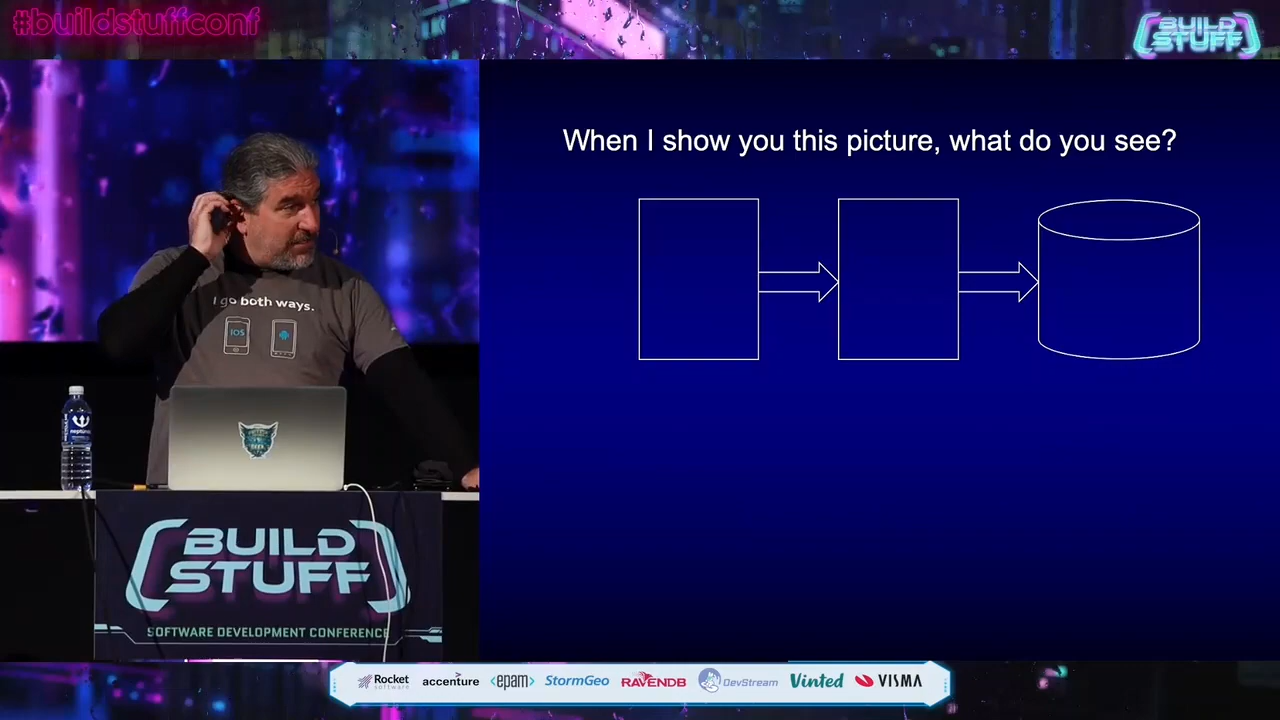 #buildstuffconf
BUILD
STUFF
When I show you this picture, what do you see?
I go both ways.
iOS
neptūnas
BUILD
STUFF
SOFTWARE DEVELOPMENT CONFERENCE
Rocket
software
accenture
<epam>
StormGeo
RAVENDB
DevStream
Vinted
VISMA